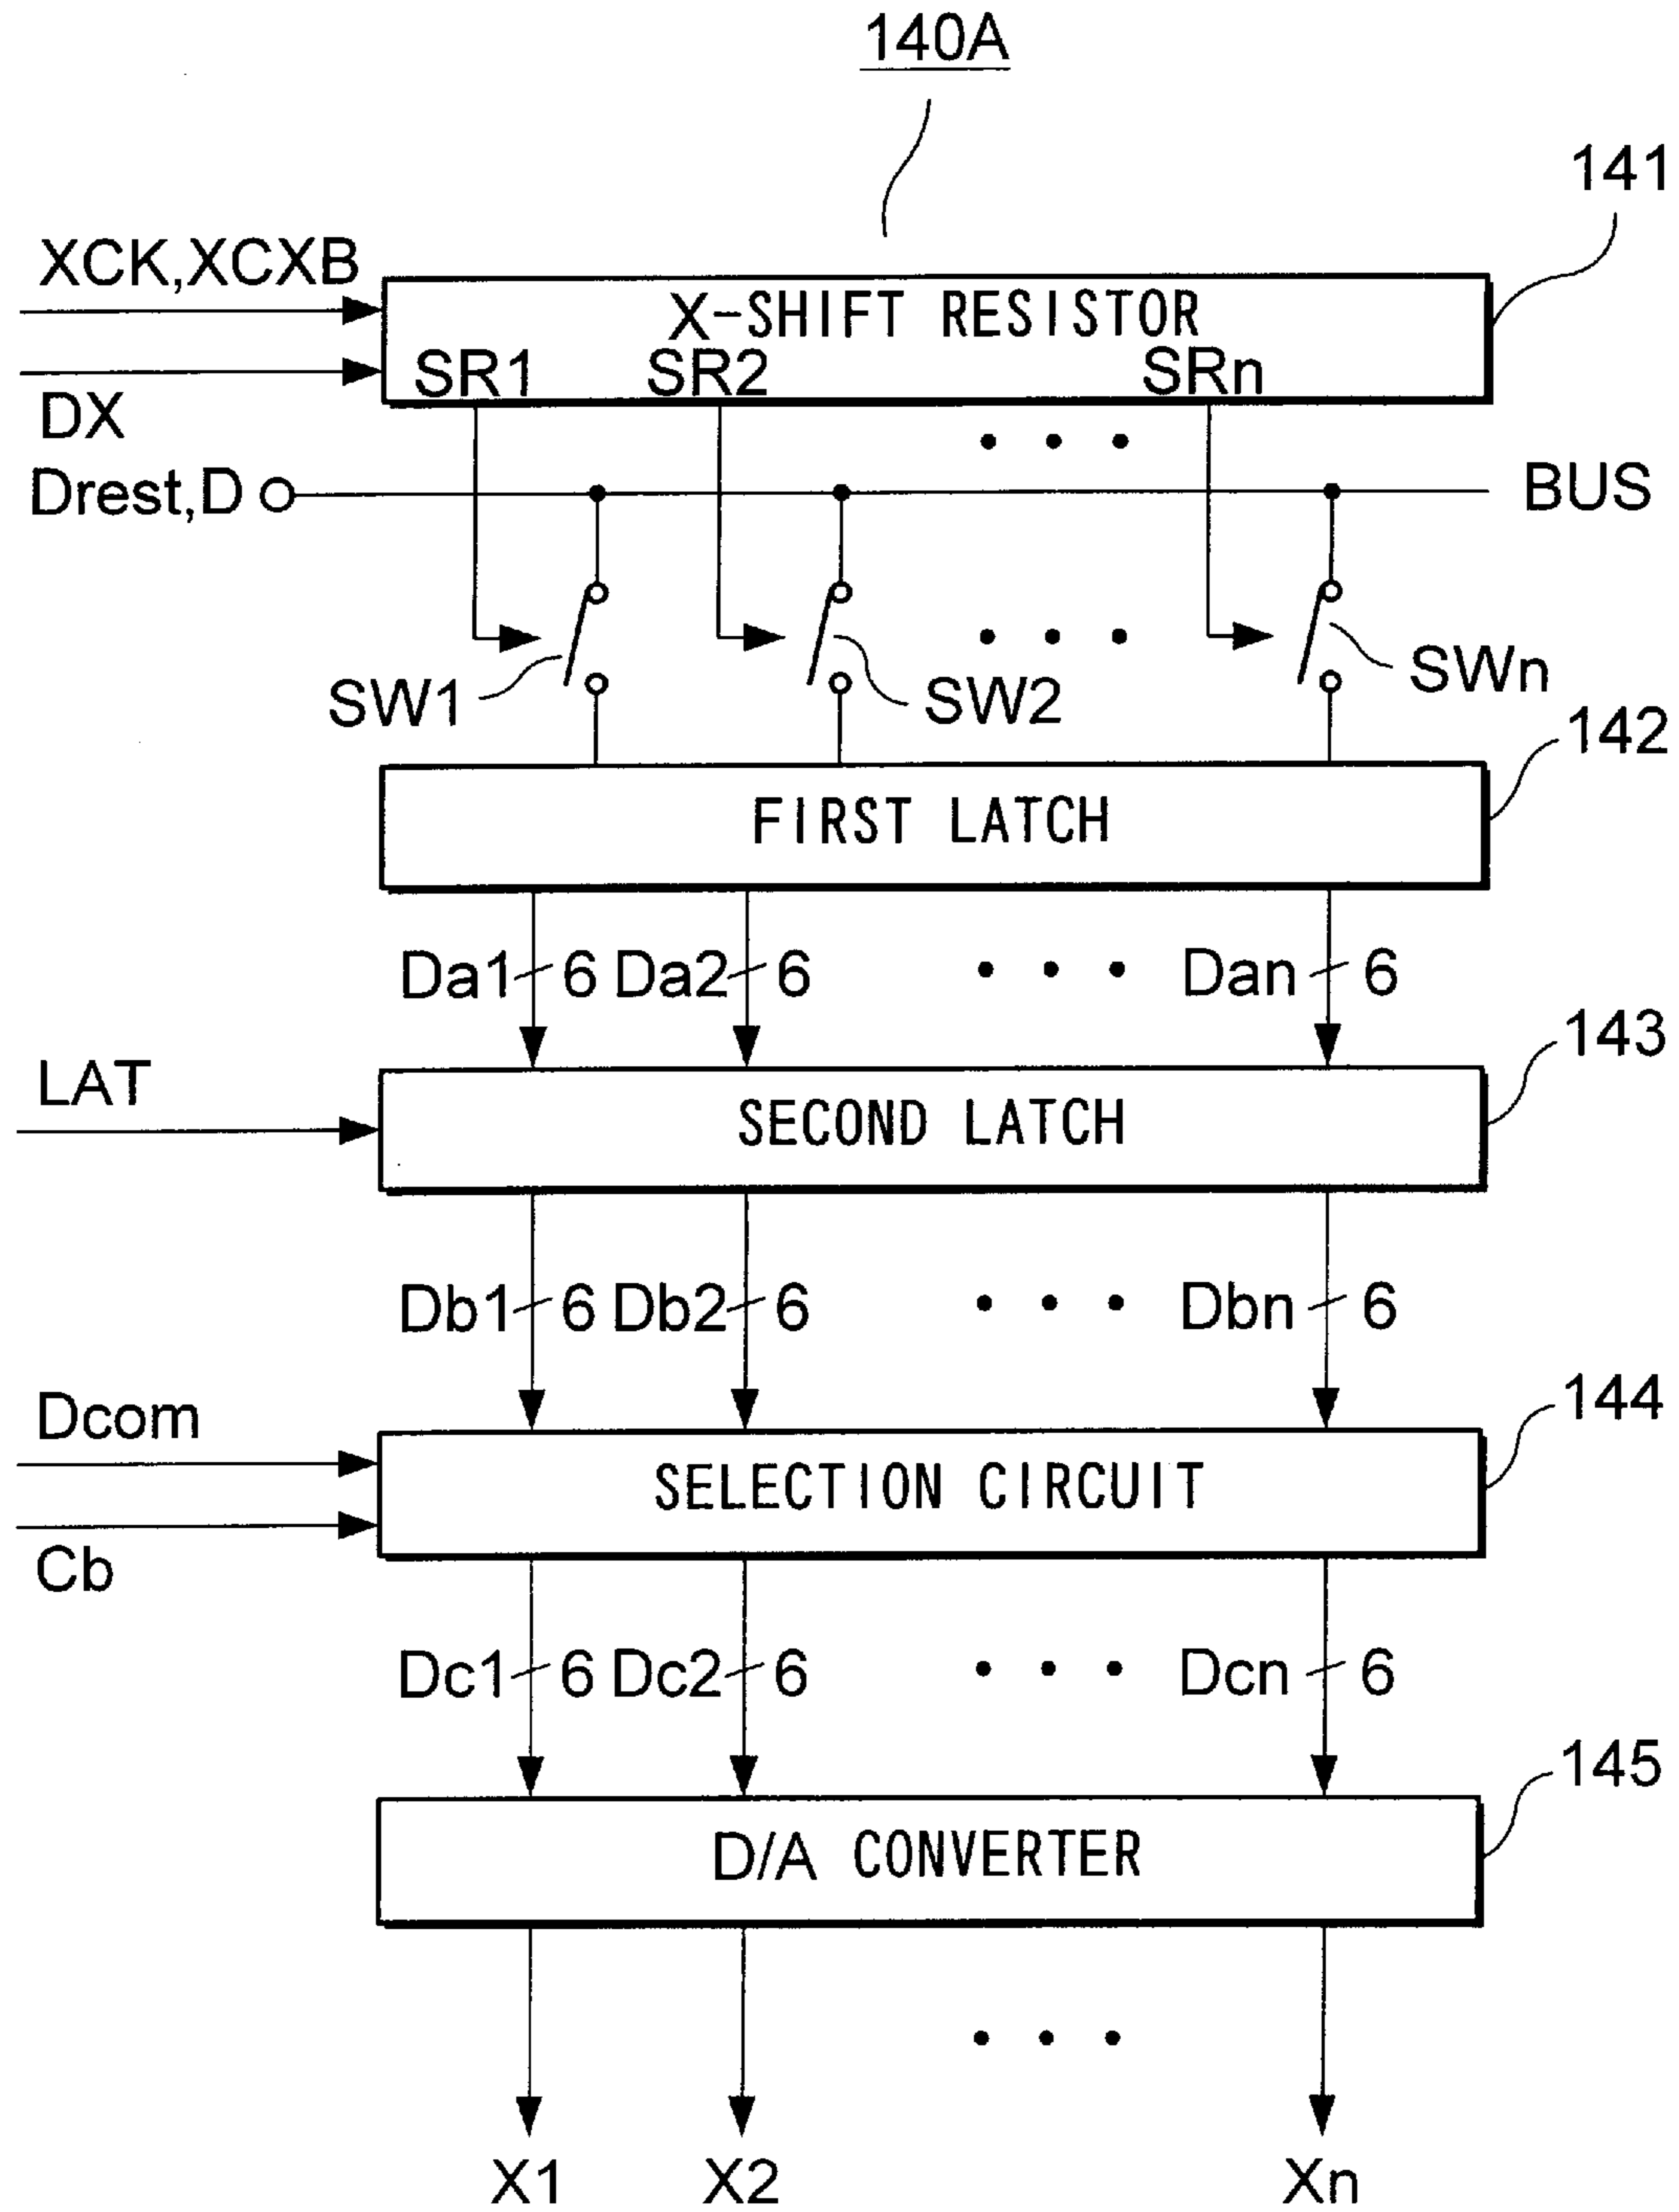 140A
141
XCK,XCXB
X-SHIFT RESISTOR
SR1 SR2 SRn
DX
Drest,D
BUS
SW1 SW2 SWn
142
FIRST LATCH
Da1 6 Da2 6 Dan 6
143
LAT
SECOND LATCH
Db1 6 Db2 6 Dbn 6
144
Dcom
SELECTION CIRCUIT
Cb
Dc1 6 Dc2 6 Dcn 6
145
D/A CONVERTER
X1 X2 Xn